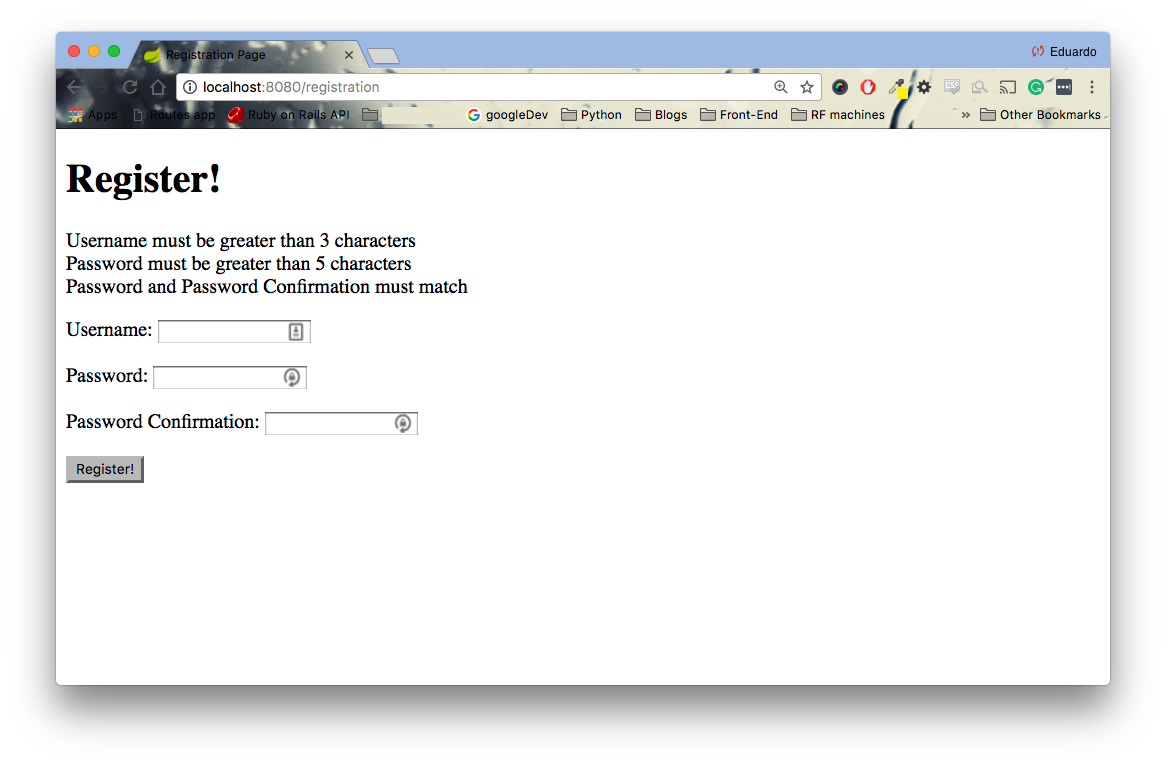 Registration Page
Eduardo
localhost:8080/registration
Apps Routes app Ruby on Rails API googleDev Python Blogs Front-End RF machines » Other Bookmarks
Register!
Username must be greater than 3 characters
Password must be greater than 5 characters
Password and Password Confirmation must match
Username:
Password:
Password Confirmation:
Register!